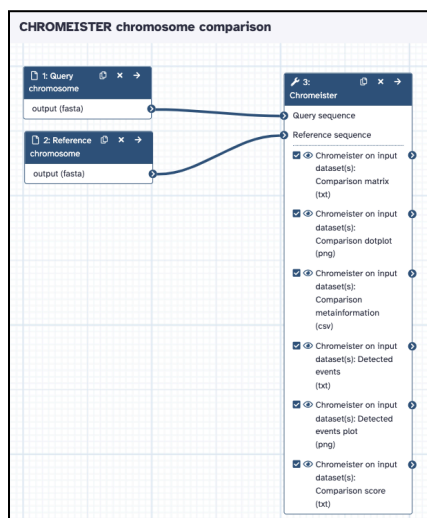 CHROMEISTER chromosome comparison
1: Query
chromosome
output (fasta)
2: Reference
chromosome
output (fasta)
3:
Chromeister
Query sequence
Reference sequence
Chromeister on input
dataset(s):
Comparison matrix
(txt)
Chromeister on input
dataset(s):
Comparison dotplot
(png)
Chromeister on input
dataset(s):
Comparison
metainformation
(csv)
Chromeister on input
dataset(s): Detected
events
(txt)
Chromeister on input
dataset(s): Detected
events plot
(png)
Chromeister on input
dataset(s):
Comparison score
(txt)